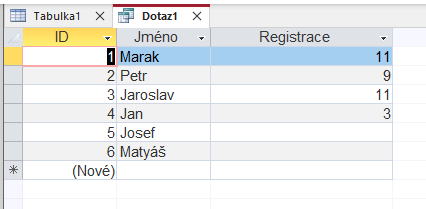 Tabulka1 Dotaz1
ID Jméno Registrace
1 Marak 11
2 Petr 9
3 Jaroslav 11
4 Jan 3
5 Josef
6 Matyáš
(Nové)